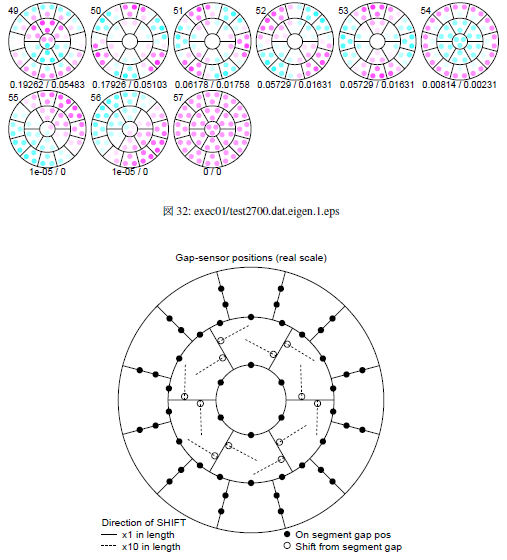 49 50 51 52 53 54
0.19262 / 0.05483 0.17926 / 0.05103 0.06178 / 0.01758 0.05729 / 0.01631 0.05729 / 0.01631 0.00814 / 0.00231
55 56 57
1e-05 / 0 1e-05 / 0 0 / 0
図 32: exec01/test2700.dat.eigen.1.eps
Gap-sensor positions (real scale)
Direction of SHIFT
x1 in length
x10 in length
On segment gap pos
Shift from segment gap